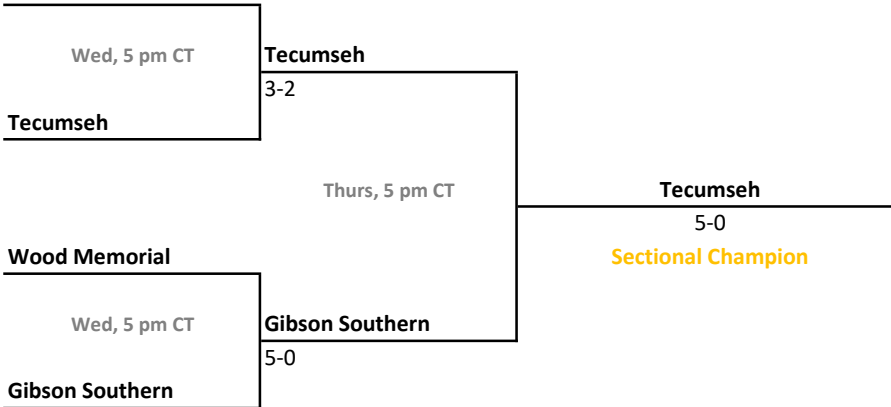 Wed, 5 pm CT
Tecumseh
3-2
Tecumseh
Thurs, 5 pm CT
Tecumseh
5-0
Wood Memorial
Sectional Champion
Wed, 5 pm CT
Gibson Southern
5-0
Gibson Southern